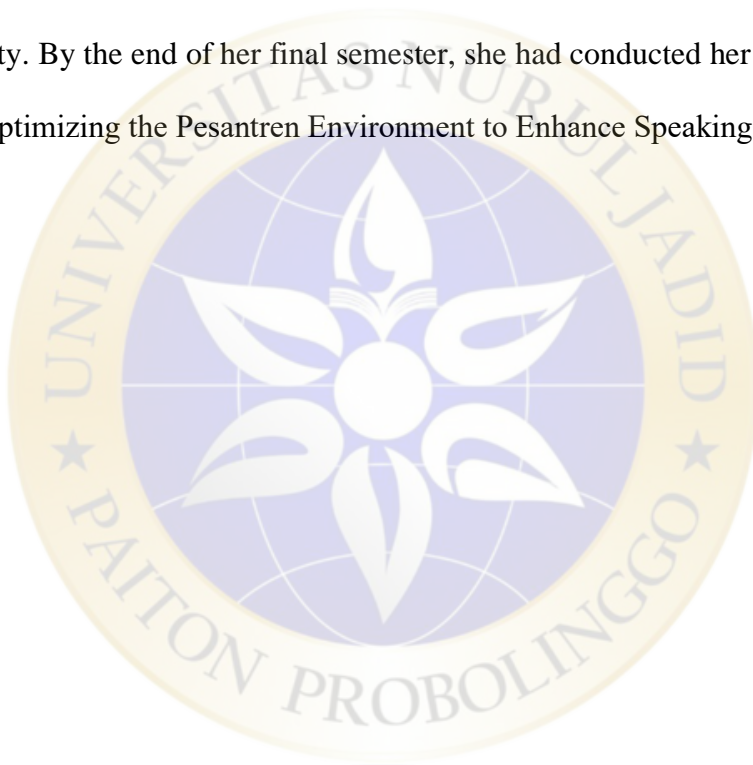 ty. By the end of her final semester, she had conducted her
ptimizing the Pesantren Environment to Enhance Speaking
UNIVERSITAS NURUL JADID
★ PAITON PROBOLINGGO ★